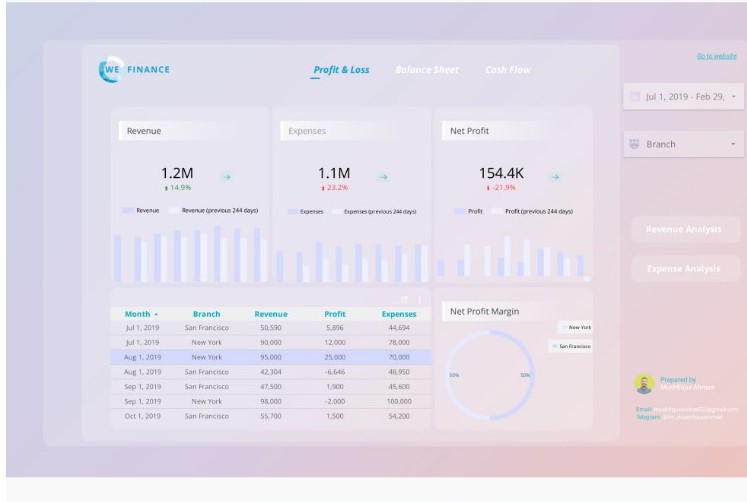 WE FINANCE
Profit & Loss Balance Sheet Cash Flow
Go to website
Jul 1, 2019 - Feb 29,
Branch
Revenue Analysis
Expense Analysis
Revenue
1.2M
14.9%
Revenue Revenue (previous 244 days)
Expenses
1.1M
23.2%
Expenses Expenses (previous 244 days)
Net Profit
154.4K
-21.9%
Profit Profit (previous 244 days)
Month Branch Revenue Profit Expenses
Jul 1, 2019 San Francisco 50,590 5,896 44,694
Jul 1, 2019 New York 90,000 12,000 78,000
Aug 1, 2019 New York 95,000 25,000 70,000
Aug 1, 2019 San Francisco 42,304 -6,646 48,950
Sep 1, 2019 San Francisco 47,500 1,900 45,600
Sep 1, 2019 New York 98,000 -2,000 100,000
Oct 1, 2019 San Francisco 55,700 1,500 54,200
Net Profit Margin
New York
San Francisco
50% 50%
Prepared by
Email:
Telegram: